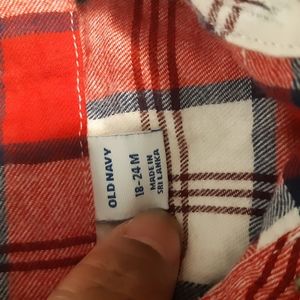 OLD NAVY
18-24 M
MADE IN
SRI LANKA